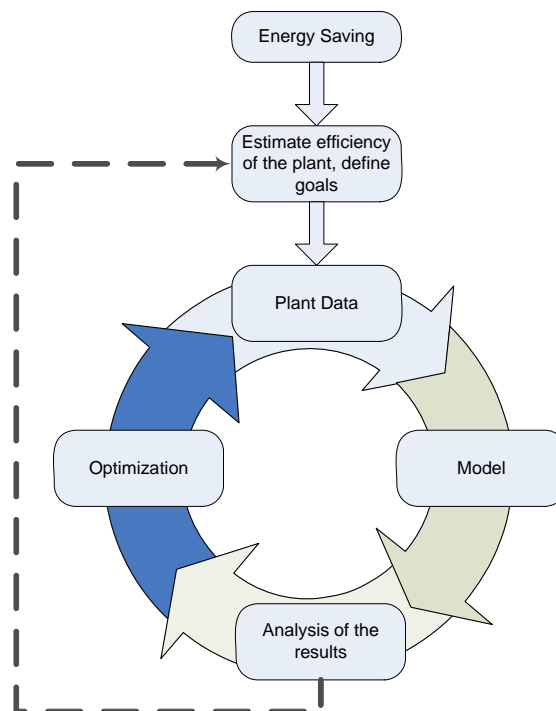 Energy Saving
Estimate efficiency
of the plant, define
goals
Plant Data
Optimization
Model
Analysis of the
results